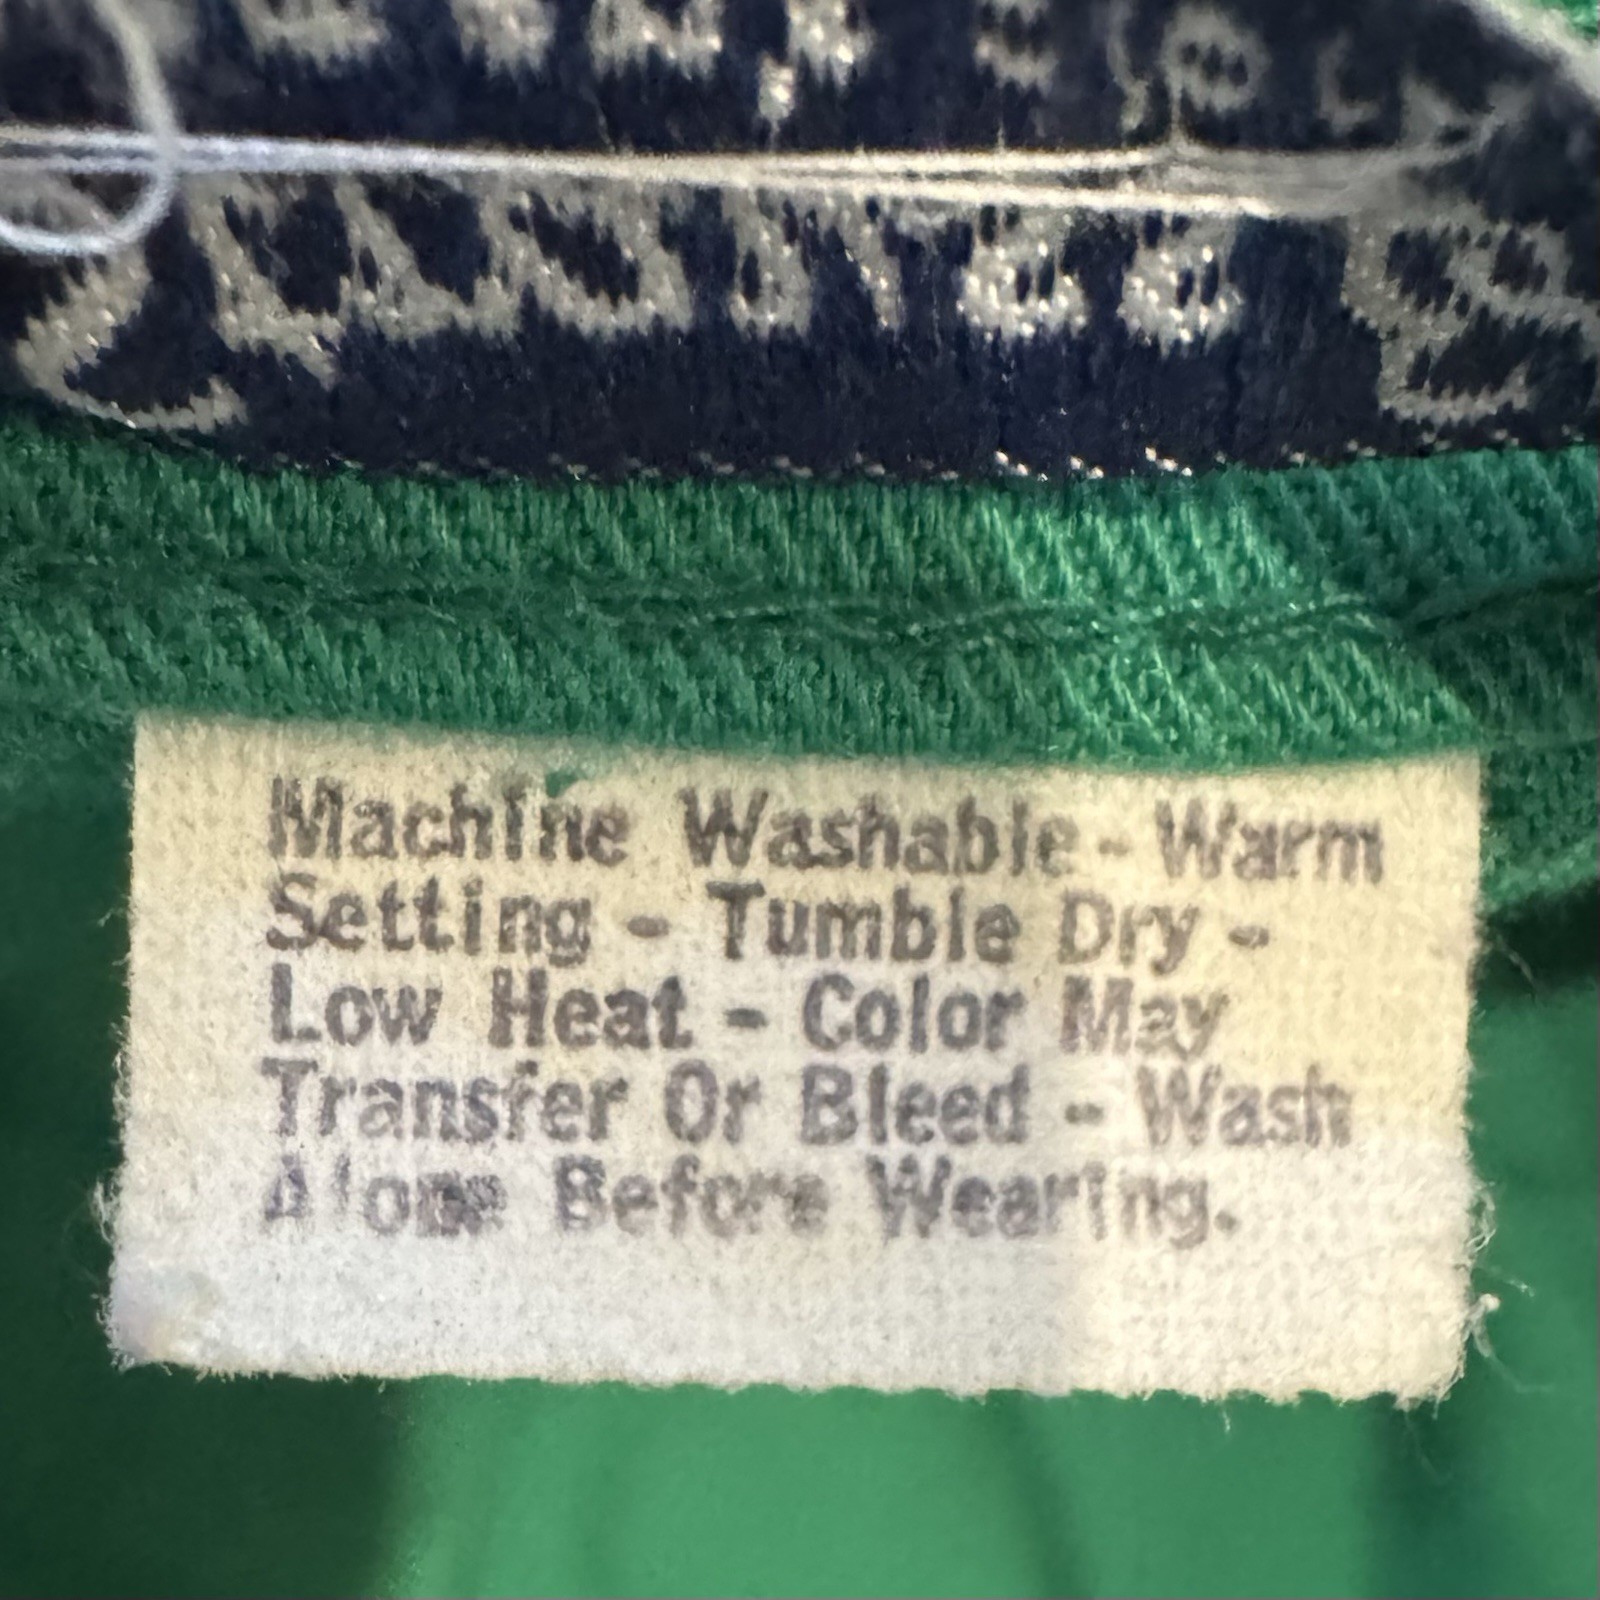 Machine Washable - Warm
Setting - Tumble Dry -
Low Heat - Color May
Transfer Or Bleed - Wash
Alone Before Wearing.